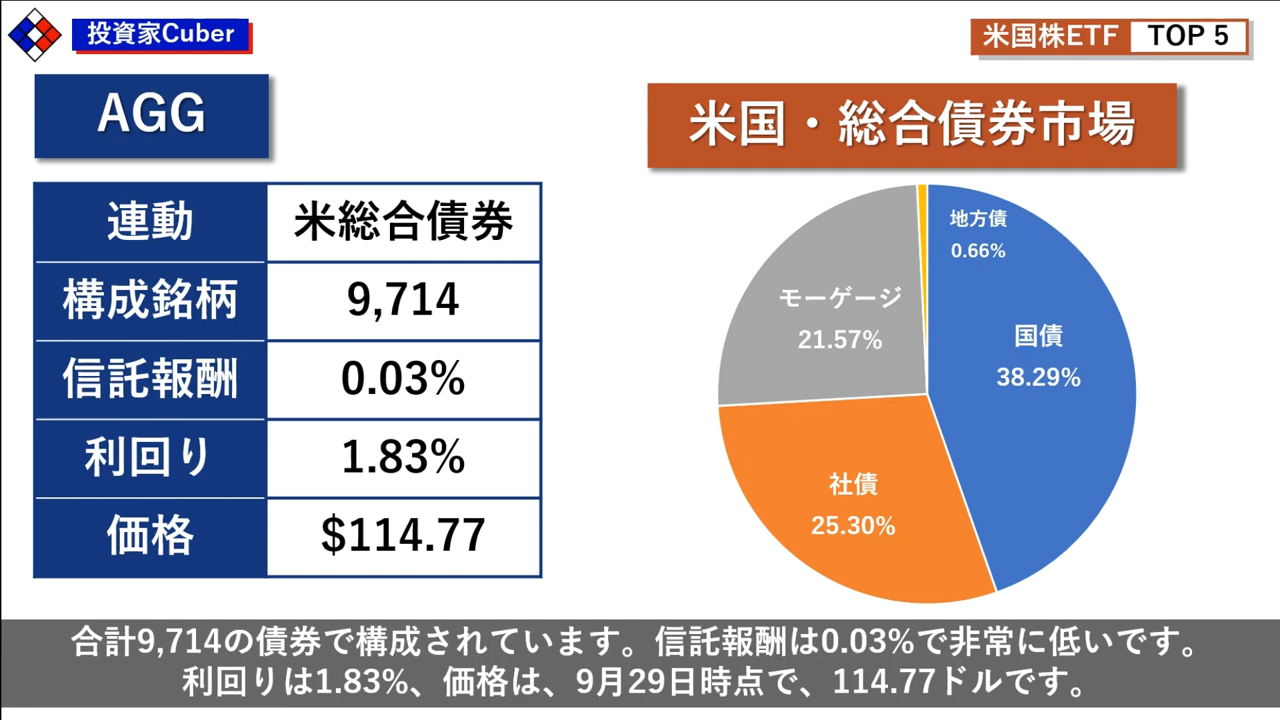 投資家Cuber
米国株ETF TOP 5
AGG
連動 米総合債券
構成銘柄 9,714
信託報酬 0.03%
利回り 1.83%
価格 $114.77
米国・総合債券市場
地方債
0.66%
モーゲージ
21.57%
国債
38.29%
社債
25.30%
合計9,714の債券で構成されています。信託報酬は0.03%で非常に低いです。
利回りは1.83%、価格は、9月29日時点で、114.77ドルです。